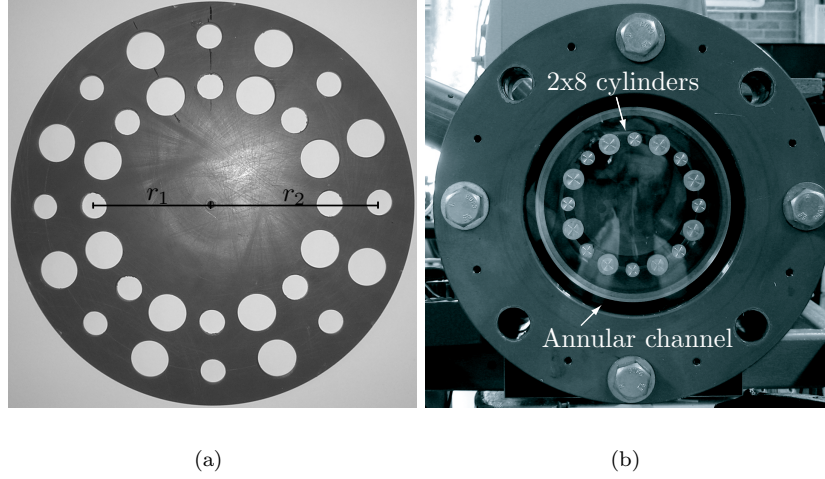 r₁
r₂
2x8 cylinders
Annular channel
(a)
(b)